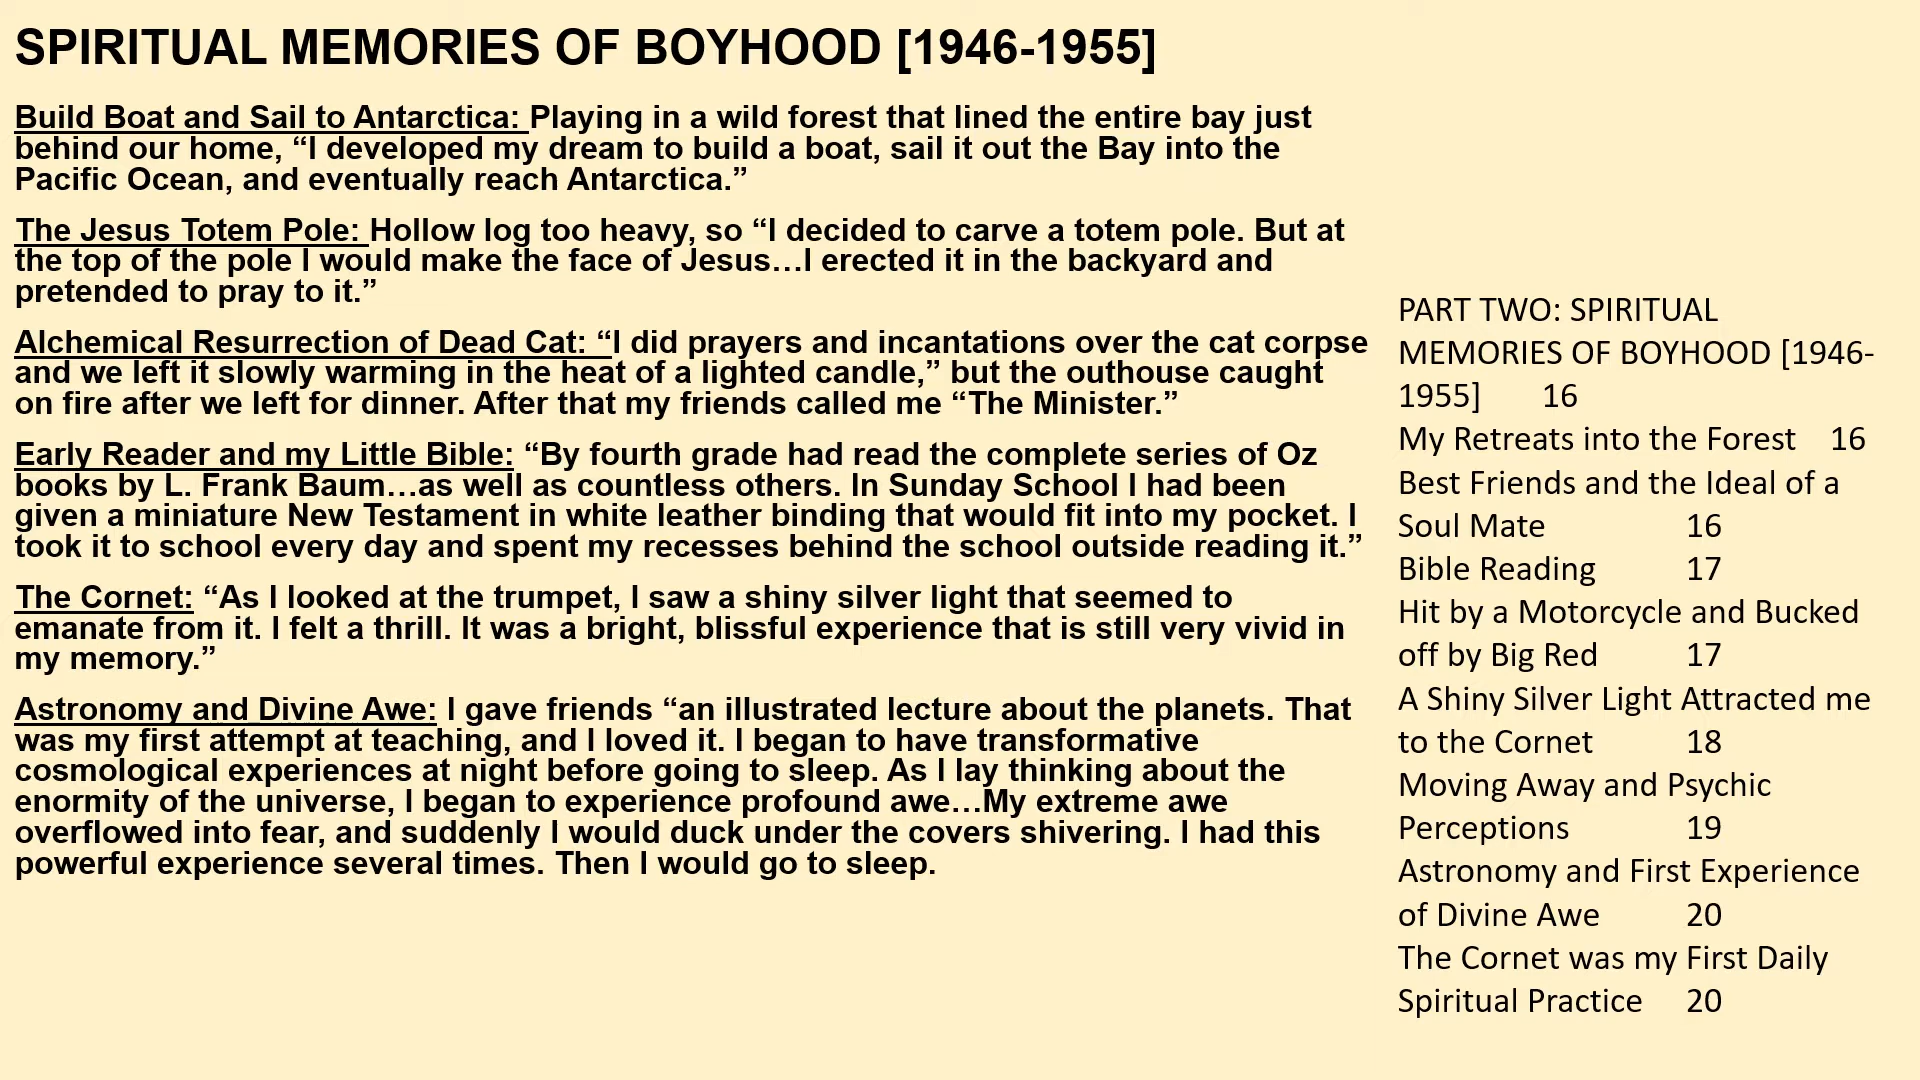 SPIRITUAL MEMORIES OF BOYHOOD [1946-1955]
Build Boat and Sail to Antarctica: Playing in a wild forest that lined the entire bay just
behind our home, “I developed my dream to build a boat, sail it out the Bay into the
Pacific Ocean, and eventually reach Antarctica.”
The Jesus Totem Pole: Hollow log too heavy, so “I decided to carve a totem pole. But at
the top of the pole I would make the face of Jesus…I erected it in the backyard and
pretended to pray to it.”
Alchemical Resurrection of Dead Cat: “I did prayers and incantations over the cat corpse
and we left it slowly warming in the heat of a lighted candle,” but the outhouse caught
on fire after we left for dinner. After that my friends called me “The Minister.”
Early Reader and my Little Bible: “By fourth grade had read the complete series of Oz
books by L. Frank Baum…as well as countless others. In Sunday School I had been
given a miniature New Testament in white leather binding that would fit into my pocket. I
took it to school every day and spent my recesses behind the school outside reading it.”
The Cornet: “As I looked at the trumpet, I saw a shiny silver light that seemed to
emanate from it. I felt a thrill. It was a bright, blissful experience that is still very vivid in
my memory.”
Astronomy and Divine Awe: I gave friends “an illustrated lecture about the planets. That
was my first attempt at teaching, and I loved it. I began to have transformative
cosmological experiences at night before going to sleep. As I lay thinking about the
enormity of the universe, I began to experience profound awe…My extreme awe
overflowed into fear, and suddenly I would duck under the covers shivering. I had this
powerful experience several times. Then I would go to sleep.
PART TWO: SPIRITUAL
MEMORIES OF BOYHOOD [1946-
1955] 16
My Retreats into the Forest 16
Best Friends and the Ideal of a
Soul Mate 16
Bible Reading 17
Hit by a Motorcycle and Bucked
off by Big Red 17
A Shiny Silver Light Attracted me
to the Cornet 18
Moving Away and Psychic
Perceptions 19
Astronomy and First Experience
of Divine Awe 20
The Cornet was my First Daily
Spiritual Practice 20